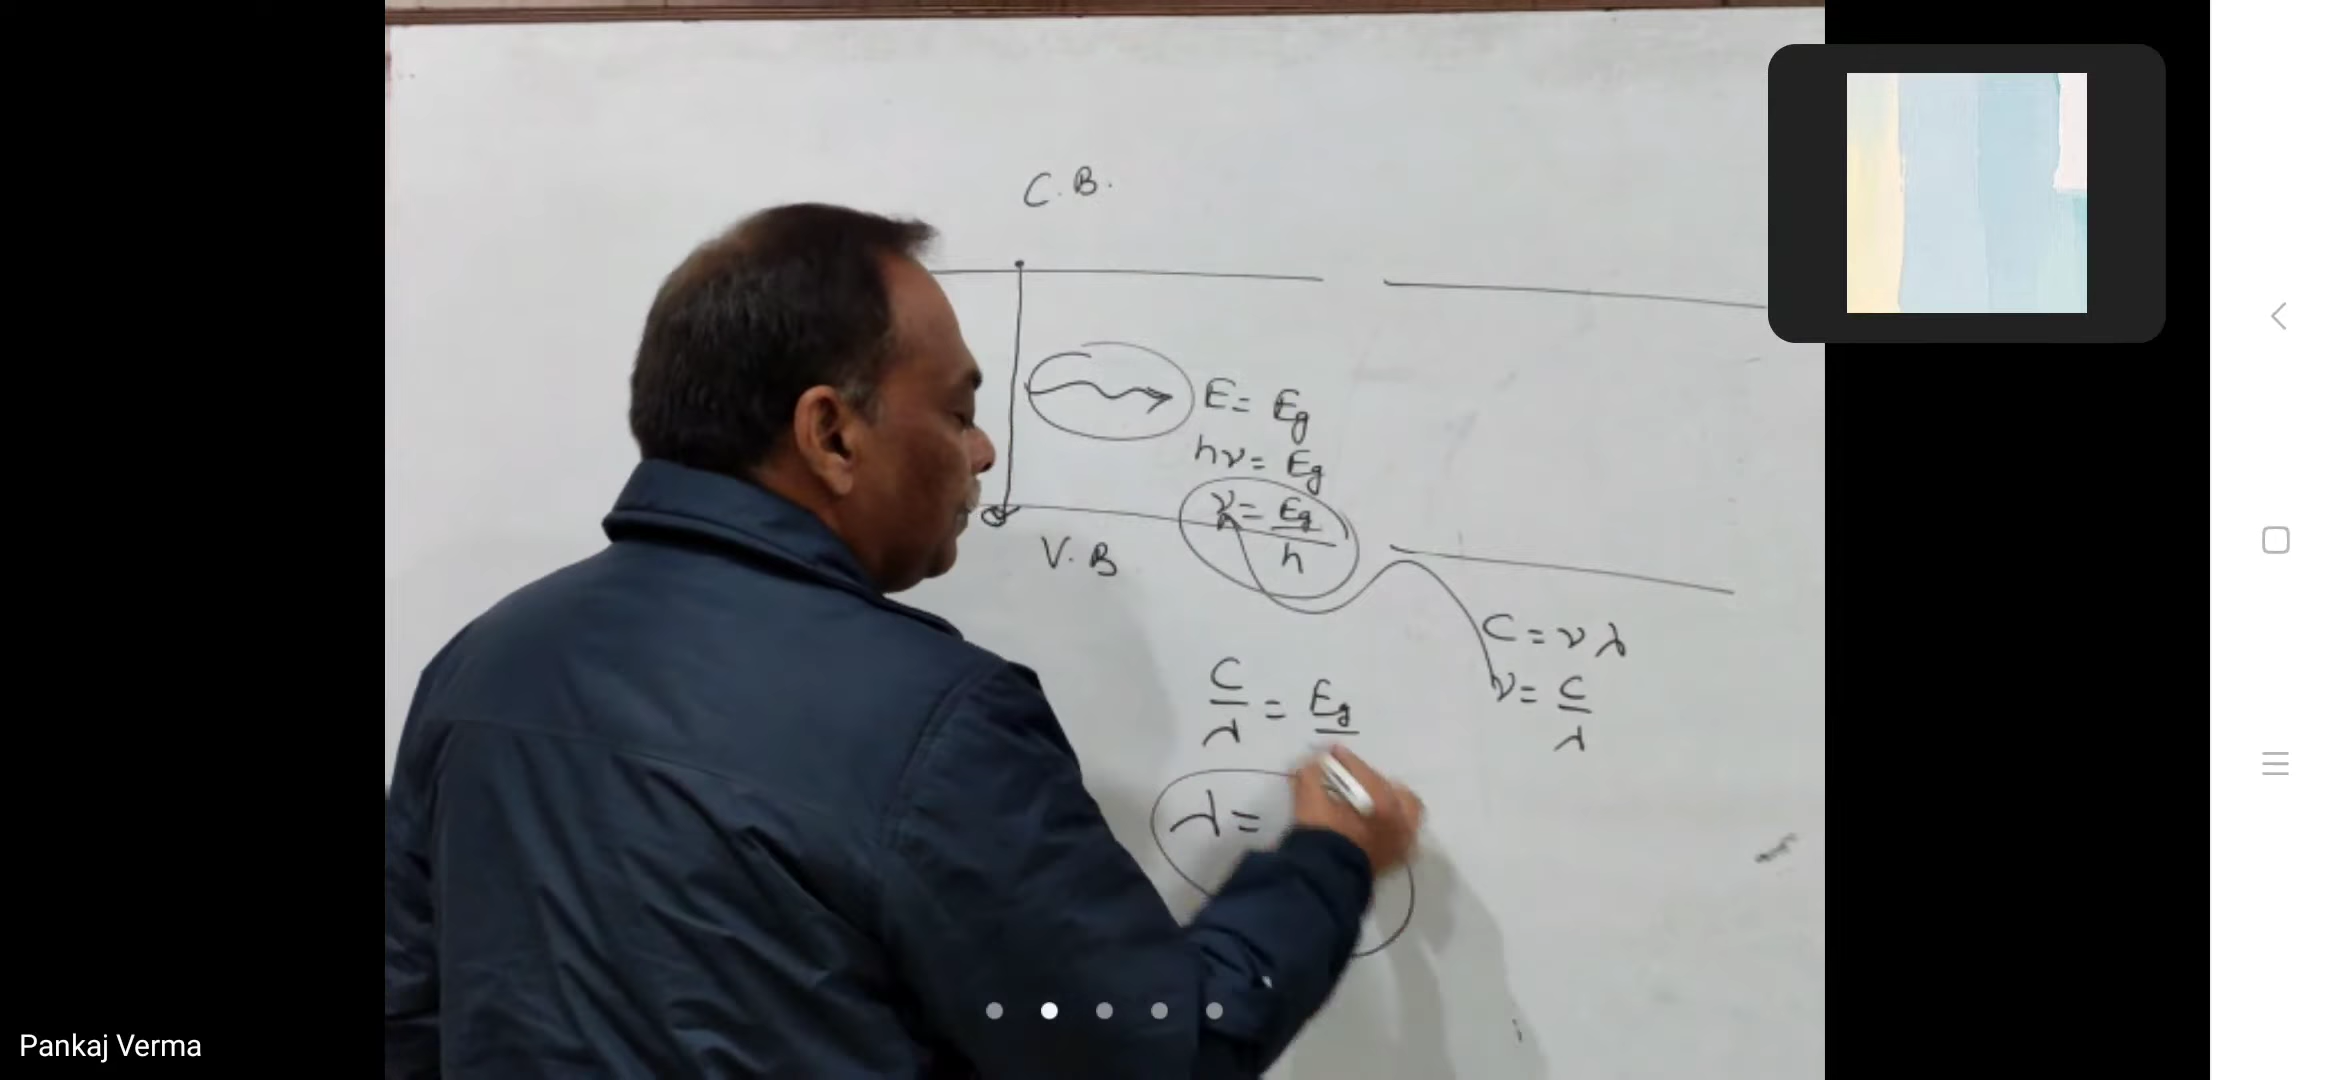 C.B.
E = Eg
hν = Eg
ν = Eg/h
V.B
C = νλ
ν = C/λ
C/λ = Eg
λ =
Pankaj Verma